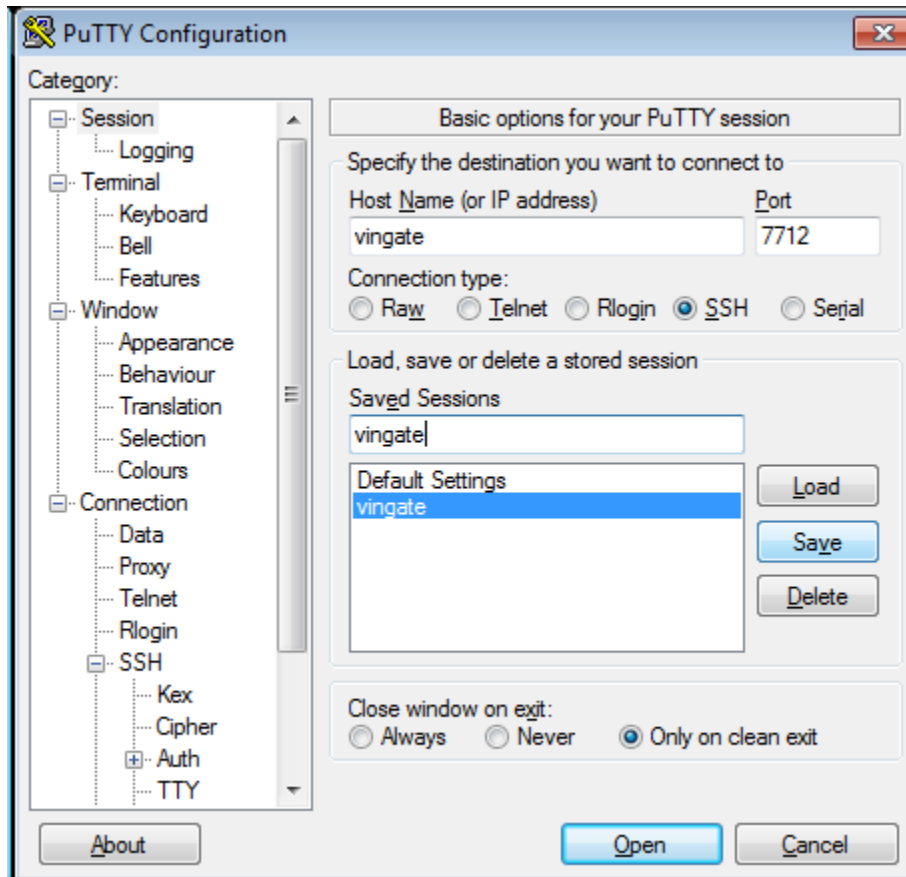 PuTTY Configuration
Category:
Session
Logging
Terminal
Keyboard
Bell
Features
Window
Appearance
Behaviour
Translation
Selection
Colours
Connection
Data
Proxy
Telnet
Rlogin
SSH
Kex
Cipher
Auth
TTY
Basic options for your PuTTY session
Specify the destination you want to connect to
Host Name (or IP address) Port
vingate 7712
Connection type:
Raw Telnet Rlogin SSH Serial
Load, save or delete a stored session
Saved Sessions
vingate
Default Settings
vingate
Load
Save
Delete
Close window on exit:
Always Never Only on clean exit
About Open Cancel